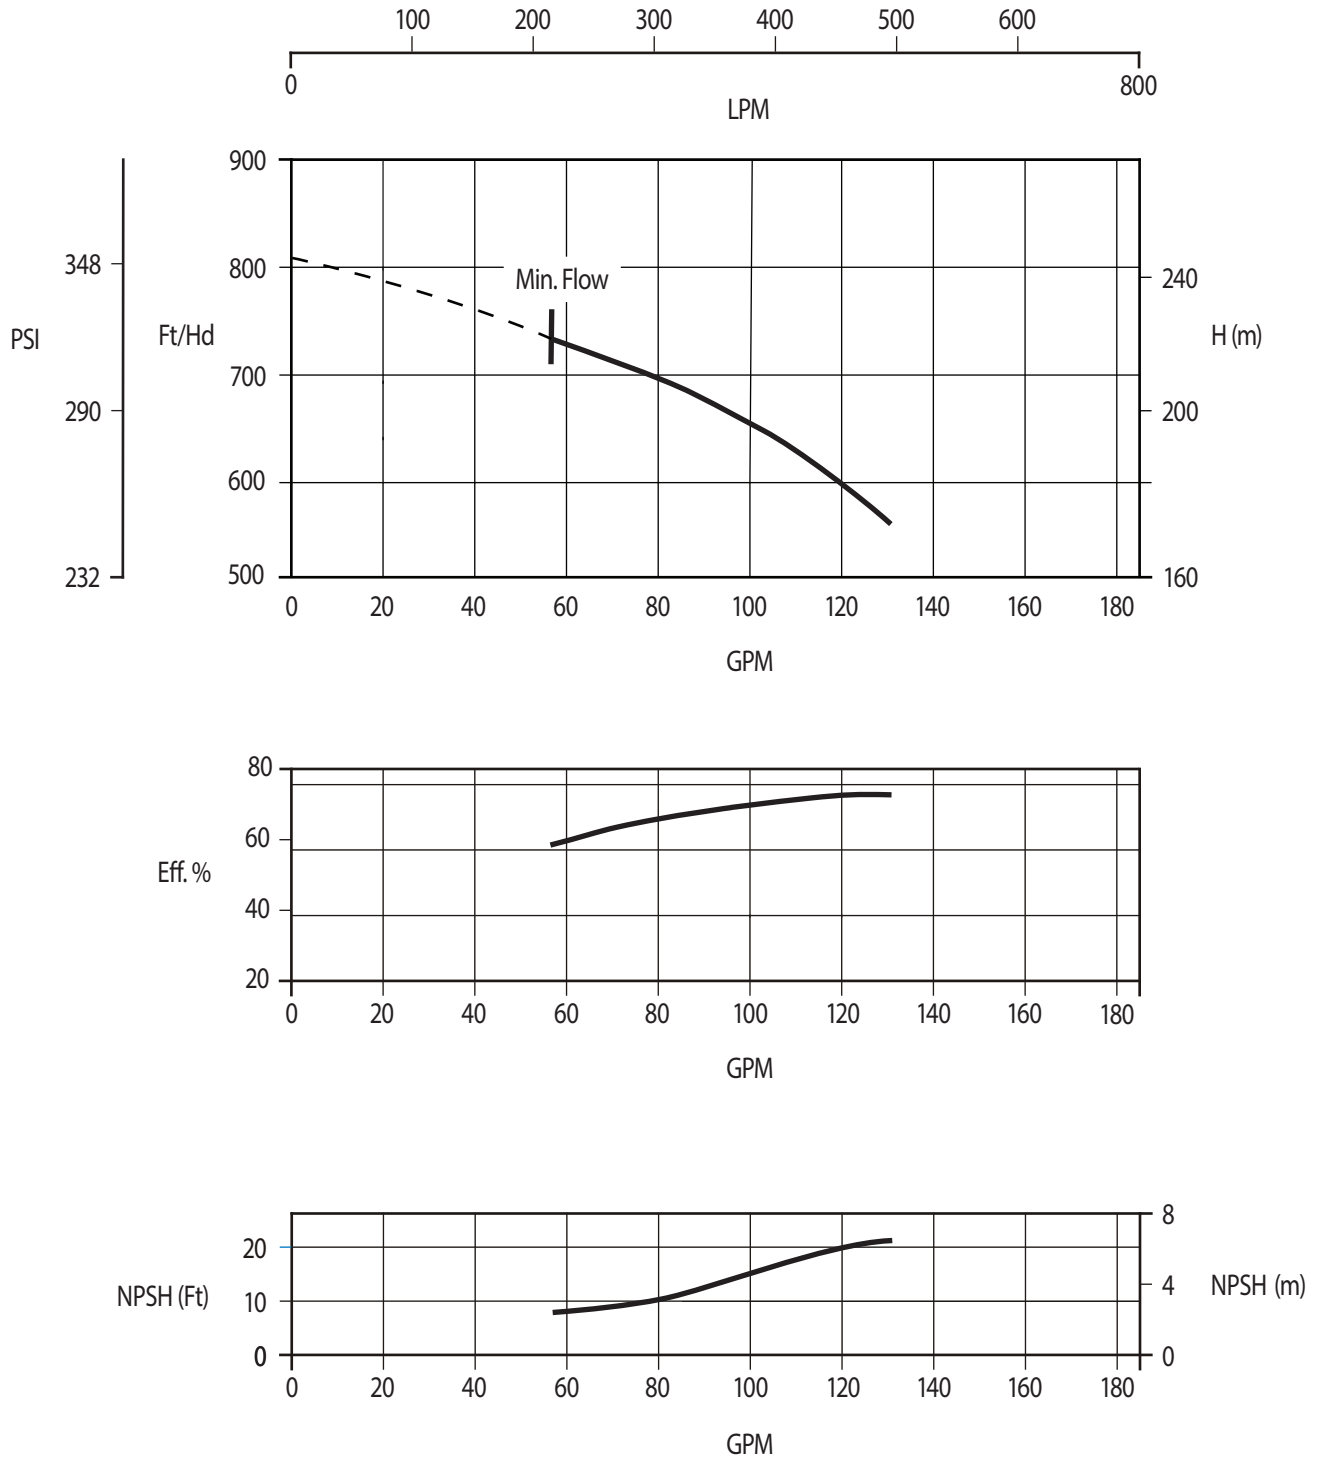 100 200 300 400 500 600
0 800
LPM
900
800
700
600
500
348
290
232
PSI
Ft/Hd
Min. Flow
240
200
160
H (m)
0 20 40 60 80 100 120 140 160 180
GPM
80
60
40
20
Eff. %
0 20 40 60 80 100 120 140 160 180
GPM
20
10
0
NPSH (Ft)
8
4
0
NPSH (m)
0 20 40 60 80 100 120 140 160 180
GPM